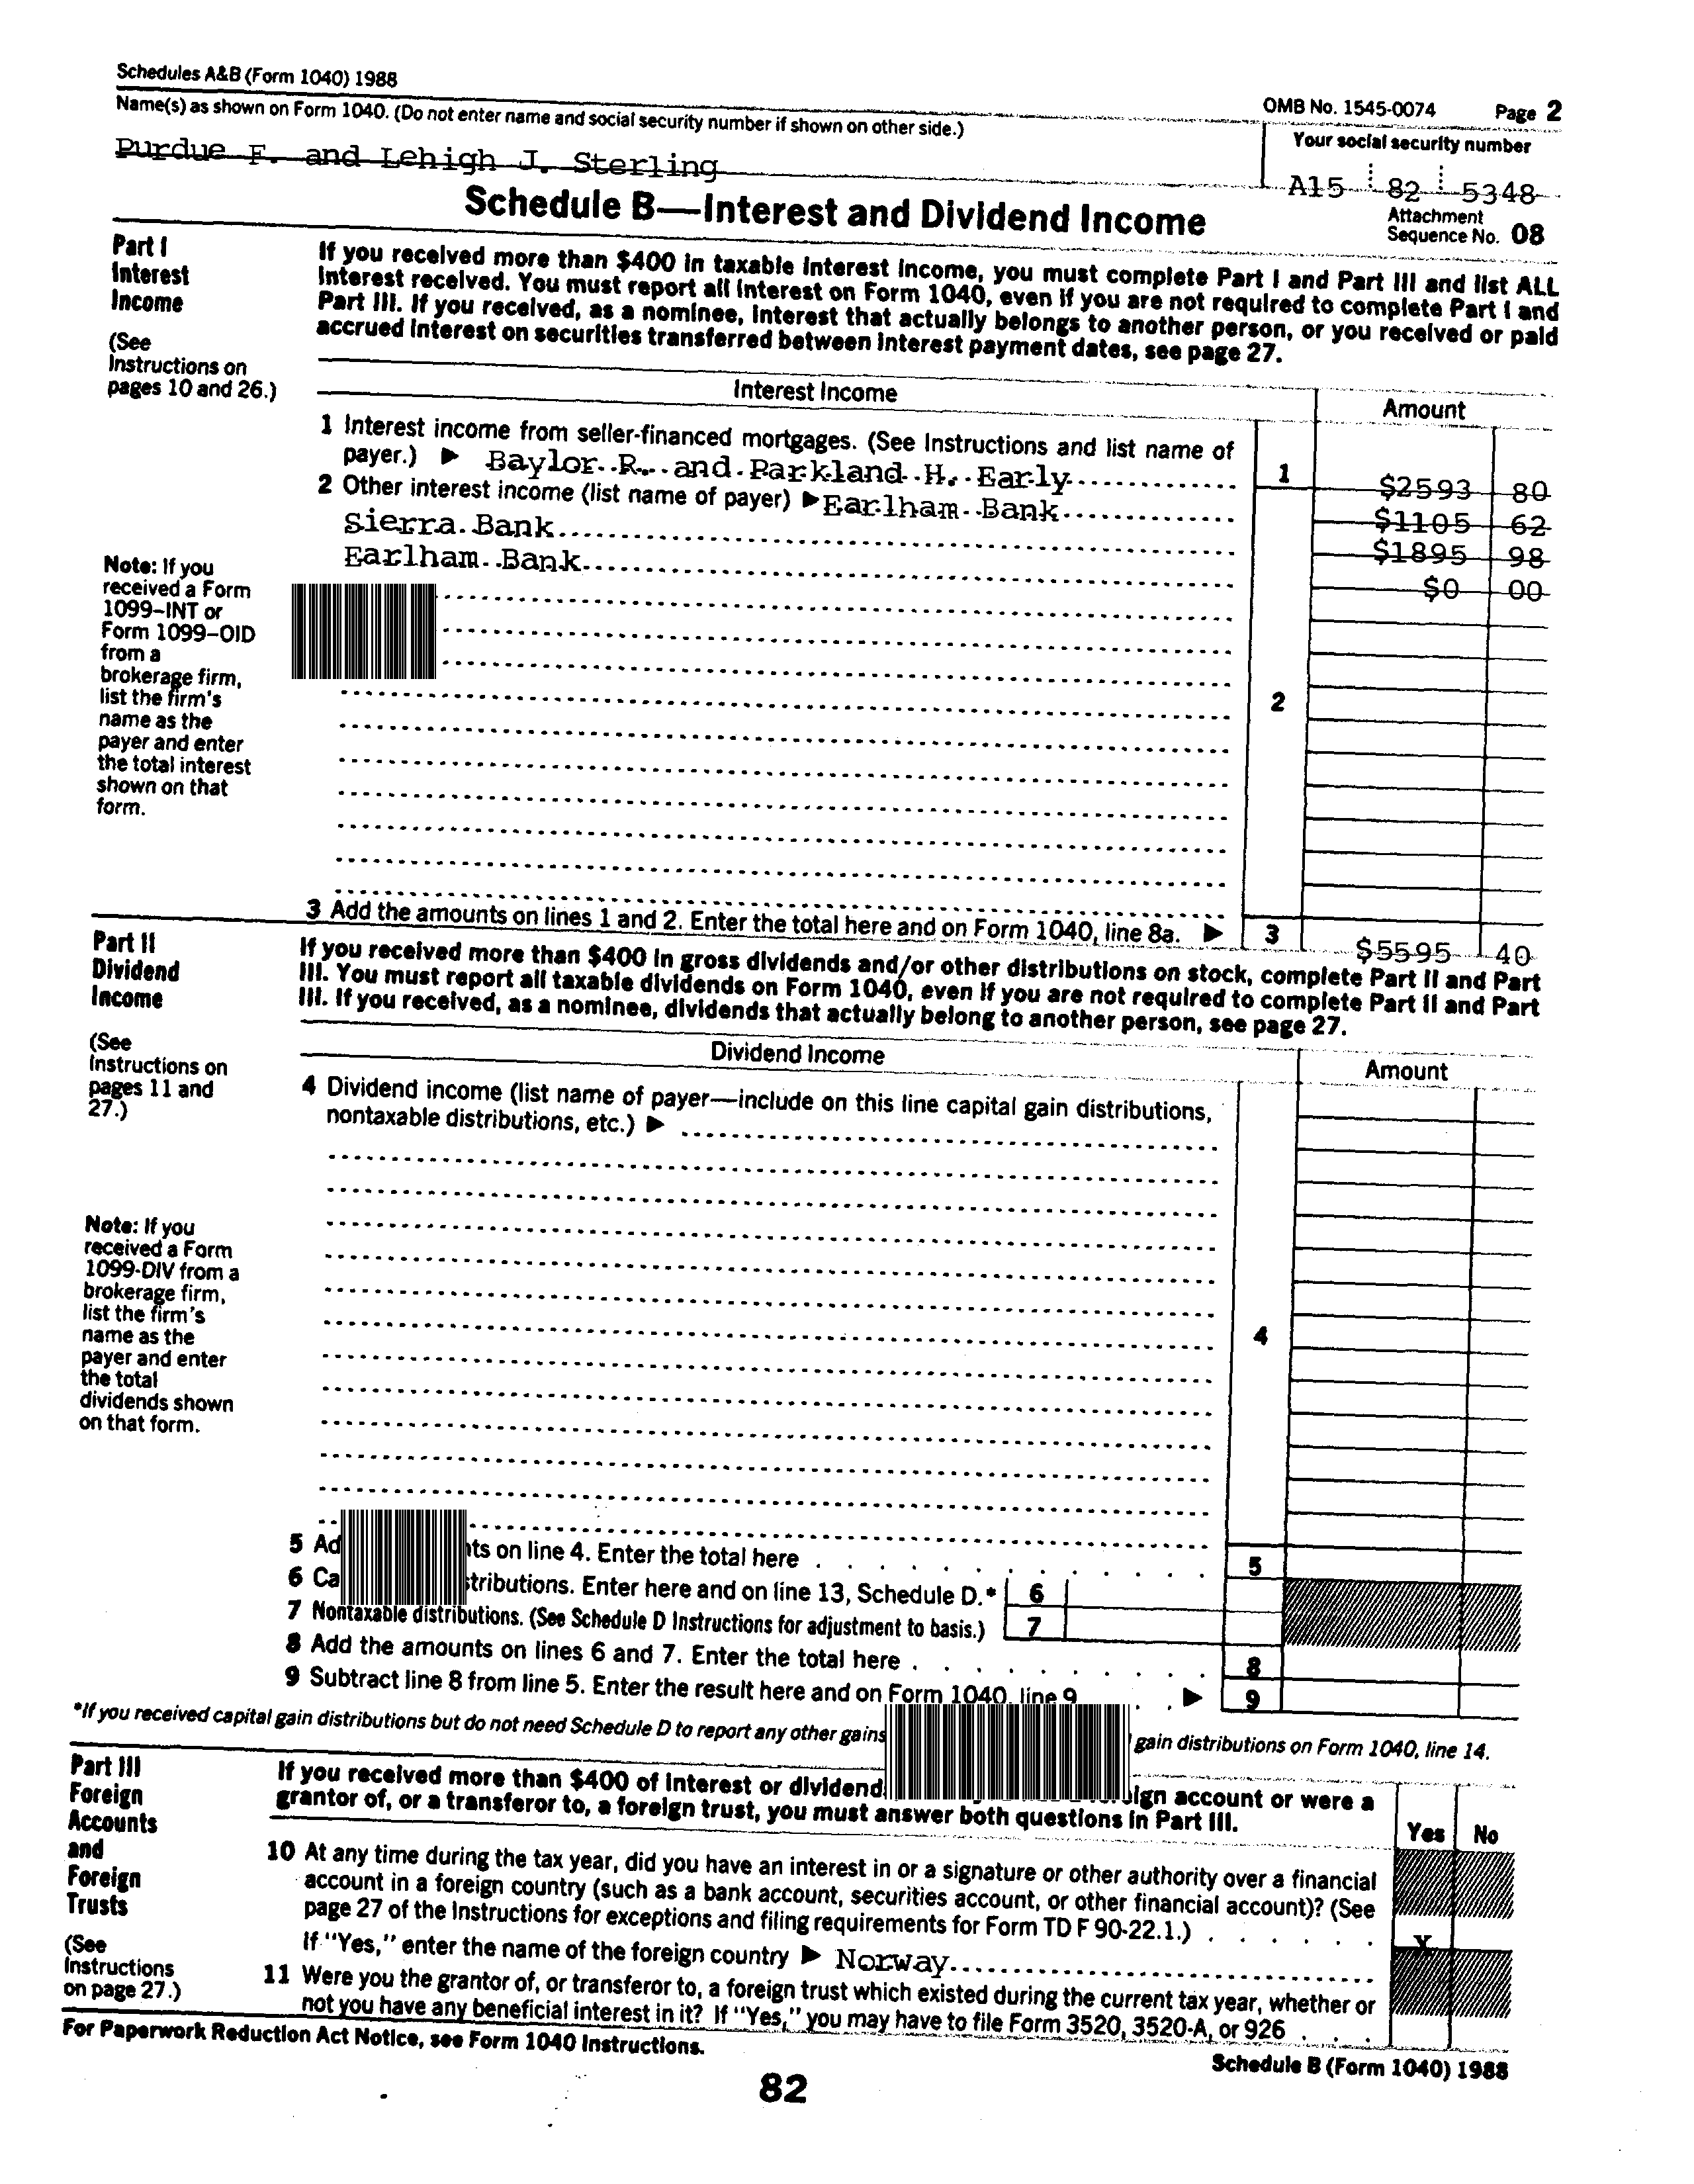 Schedules A&B (Form 1040) 1988
OMB No. 1545-0074 Page 2
Name(s) as shown on Form 1040. (Do not enter name and social security number if shown on other side.)
Your social security number
Purdue F. and Lehigh J. Sterling
A15 82 5348
Schedule B—Interest and Dividend Income
Attachment
Sequence No. 08
Part I
Interest
Income
(See
Instructions on
pages 10 and 26.)
If you received more than $400 in taxable interest income, you must complete Part I and Part III and list ALL
interest received. You must report all interest on Form 1040, even if you are not required to complete Part I and
Part III. If you received, as a nominee, interest that actually belongs to another person, or you received or paid
accrued interest on securities transferred between interest payment dates, see page 27.
Interest Income Amount
1 Interest income from seller-financed mortgages. (See Instructions and list name of
payer.) ▶ Baylor R. and Parkland H. Early 1 $2593 80
2 Other interest income (list name of payer) ▶ Earlham Bank $1105 62
Sierra Bank $1895 98
Earlham Bank $0 00
Note: If you
received a Form
1099–INT or
Form 1099–OID
from a
brokerage firm,
list the firm's
name as the
payer and enter
the total interest
shown on that
form.
2
3 Add the amounts on lines 1 and 2. Enter the total here and on Form 1040, line 8a. ▶ 3 $5595 40
Part II
Dividend
Income
(See
Instructions on
pages 11 and
27.)
If you received more than $400 in gross dividends and/or other distributions on stock, complete Part II and Part
III. You must report all taxable dividends on Form 1040, even if you are not required to complete Part II and Part
III. If you received, as a nominee, dividends that actually belong to another person, see page 27.
Dividend Income Amount
4 Dividend income (list name of payer—include on this line capital gain distributions,
nontaxable distributions, etc.) ▶
Note: If you
received a Form
1099-DIV from a
brokerage firm,
list the firm's
name as the
payer and enter
the total
dividends shown
on that form.
4
5 Ad ts on line 4. Enter the total here 5
6 Ca tributions. Enter here and on line 13, Schedule D.* 6
7 Nontaxable distributions. (See Schedule D Instructions for adjustment to basis.) 7
8 Add the amounts on lines 6 and 7. Enter the total here 8
9 Subtract line 8 from line 5. Enter the result here and on Form 1040, line 9 ▶ 9
*If you received capital gain distributions but do not need Schedule D to report any other gains gain distributions on Form 1040, line 14.
Part III
Foreign
Accounts
and
Foreign
Trusts
(See
Instructions
on page 27.)
If you received more than $400 of interest or dividend ign account or were a
grantor of, or a transferor to, a foreign trust, you must answer both questions in Part III.
Yes No
10 At any time during the tax year, did you have an interest in or a signature or other authority over a financial
account in a foreign country (such as a bank account, securities account, or other financial account)? (See
page 27 of the Instructions for exceptions and filing requirements for Form TD F 90-22.1.) X
If "Yes," enter the name of the foreign country ▶ Norway
11 Were you the grantor of, or transferor to, a foreign trust which existed during the current tax year, whether or
not you have any beneficial interest in it? If "Yes," you may have to file Form 3520, 3520-A, or 926
For Paperwork Reduction Act Notice, see Form 1040 Instructions.
Schedule B (Form 1040) 1988
82